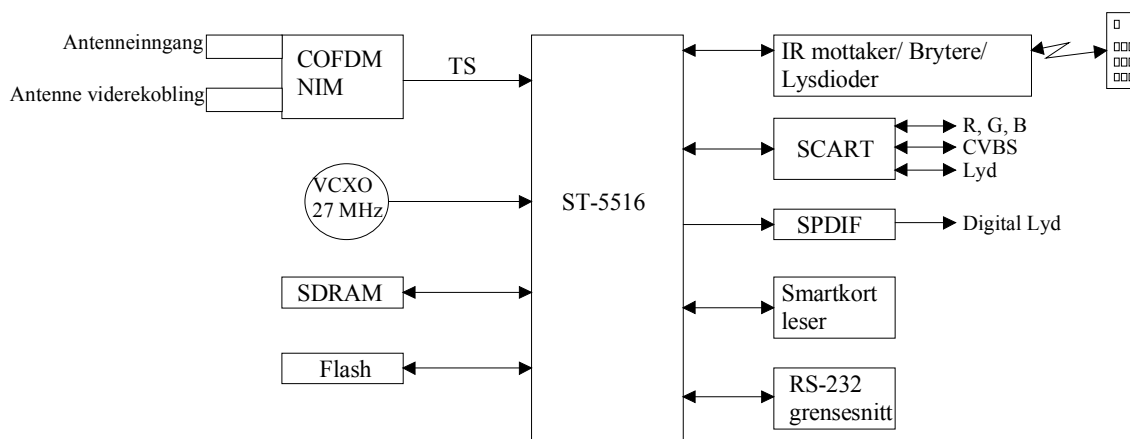 Antenneinngang
Antenne viderekobling
COFDM
NIM
TS
VCXO
27 MHz
SDRAM
Flash
ST-5516
IR mottaker/ Brytere/
Lysdioder
SCART
R, G, B
CVBS
Lyd
SPDIF
Digital Lyd
Smartkort
leser
RS-232
grensesnitt